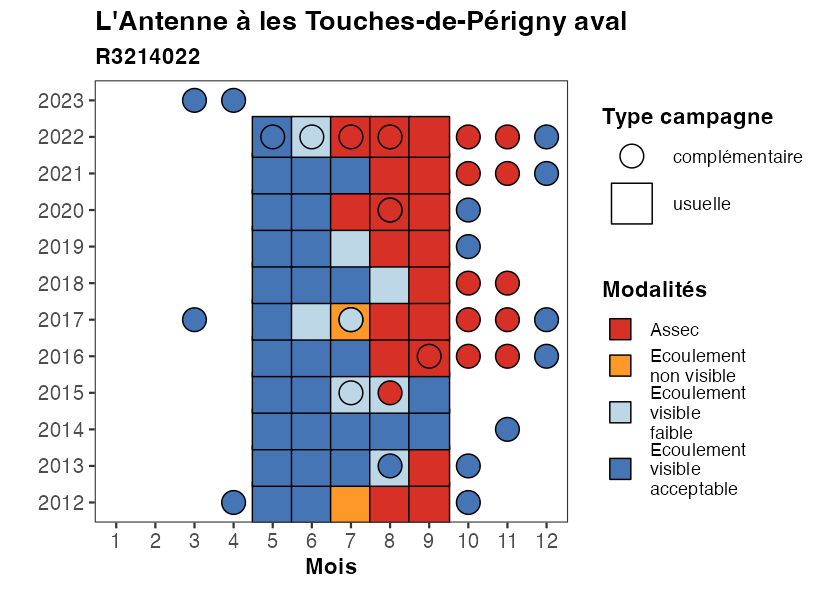 L'Antenne à les Touches-de-Périgny aval
R3214022
2023
2022
2021
2020
2019
2018
2017
2016
2015
2014
2013
2012
1 2 3 4 5 6 7 8 9 10 11 12
Mois
Type campagne
complémentaire
usuelle
Modalités
Assec
Ecoulement
non visible
Ecoulement
visible
faible
Ecoulement
visible
acceptable